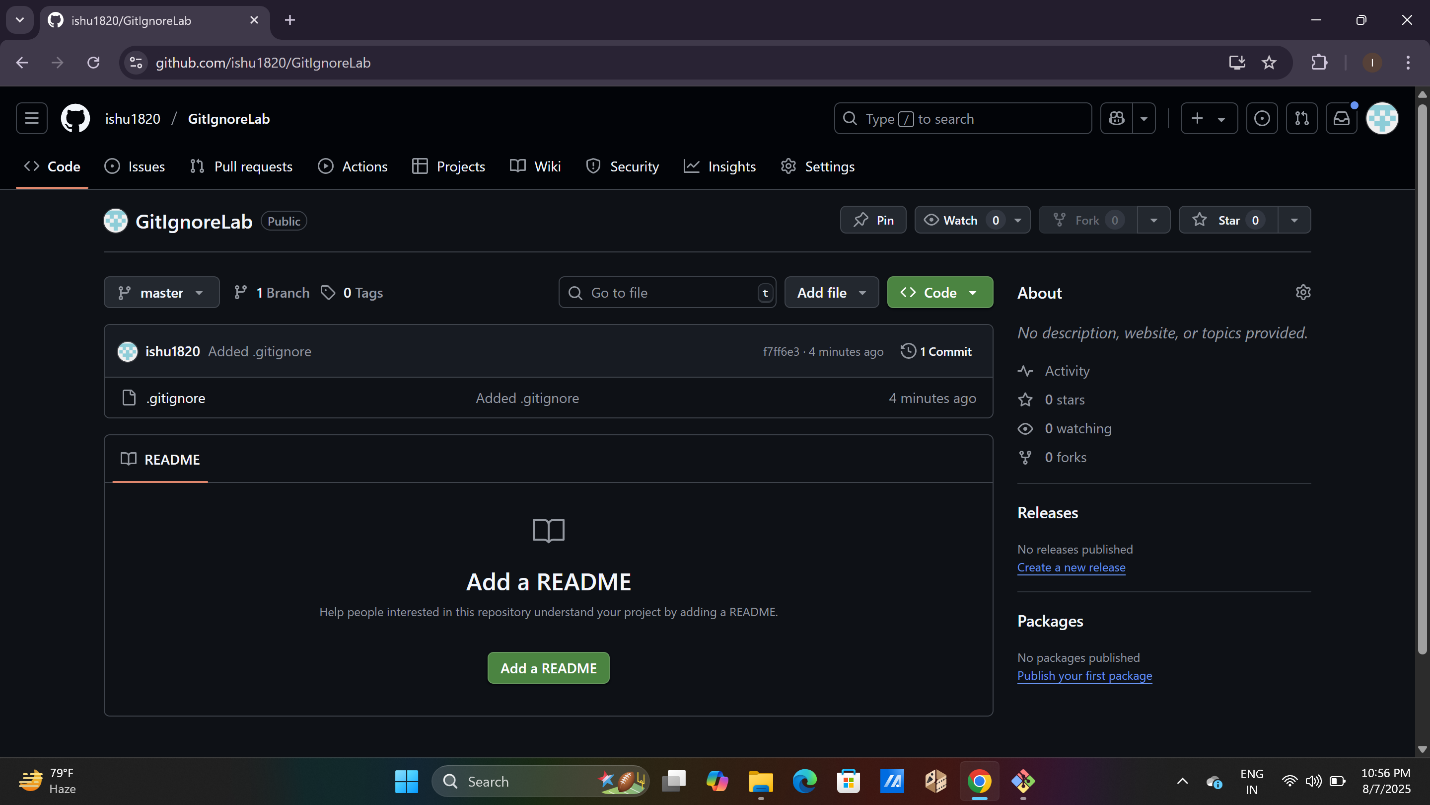 ishu1820/GitIgnoreLab
github.com/ishu1820/GitIgnoreLab
I
ishu1820 / GitIgnoreLab
Type / to search
Code Issues Pull requests Actions Projects Wiki Security Insights Settings
GitIgnoreLab Public
Pin Watch 0 Fork 0 Star 0
master 1 Branch 0 Tags Go to file t Add file Code
About
No description, website, or topics provided.
ishu1820 Added .gitignore f7ff6e3 · 4 minutes ago 1 Commit
Activity
.gitignore Added .gitignore 4 minutes ago
0 stars
0 watching
0 forks
README
Releases
No releases published
Create a new release
Add a README
Help people interested in this repository understand your project by adding a README.
Add a README
Packages
No packages published
Publish your first package
79°F
Haze
Search
ENG
IN
10:56 PM
8/7/2025